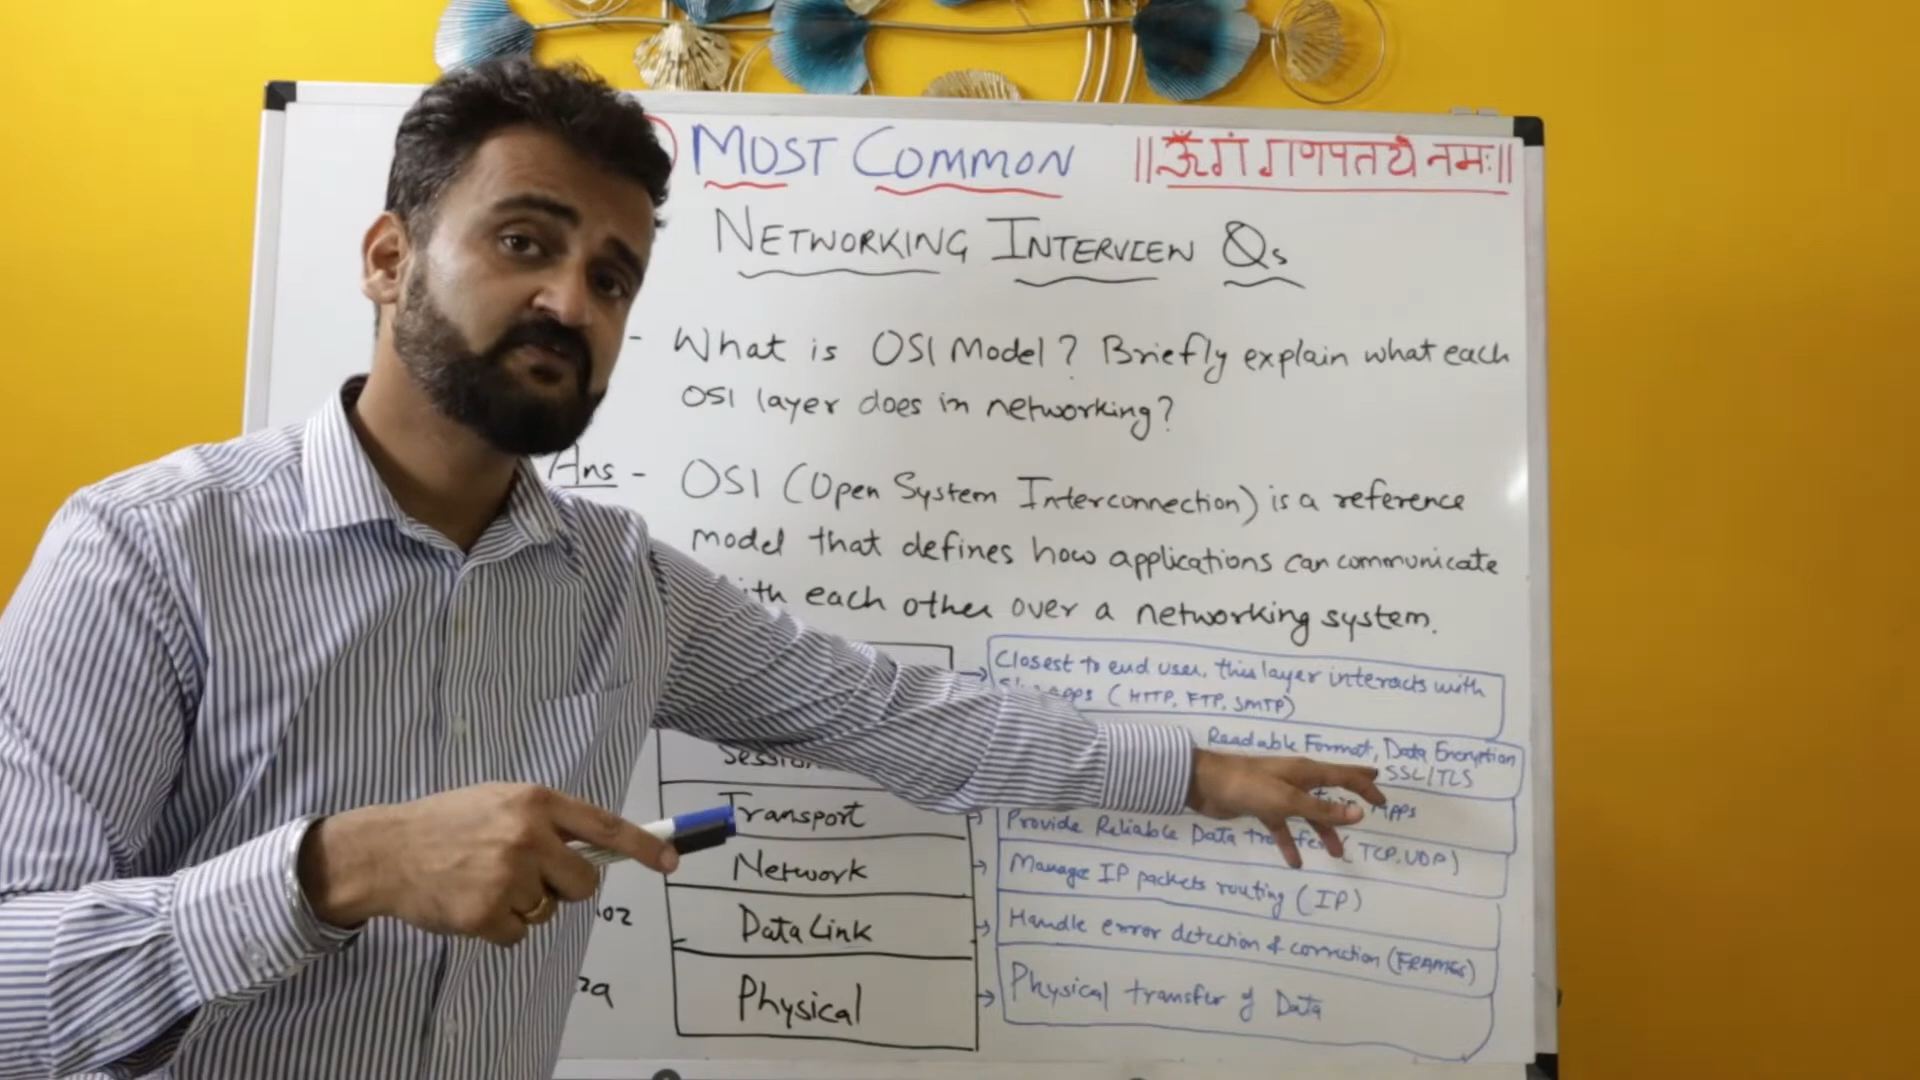 MOST COMMON
||ॐ गं गणपतये नमः||
NETWORKING INTERVIEW Qs
- What is OSI Model? Briefly explain what each
OSI layer does in networking?
Ans - OSI (Open System Interconnection) is a reference
model that defines how applications can communicate
each other over a networking system.
Closest to end user, this layer interacts with
apps (HTTP, FTP, SMTP)
Readable Format, Data Encryption
SSL/TLS
Session
Apps
Transport
Provide Reliable Data transfer (TCP, UDP)
Network
Manage IP packets routing (IP)
Data Link
Handle error detection & correction (FRAMES)
Physical
Physical transfer of Data